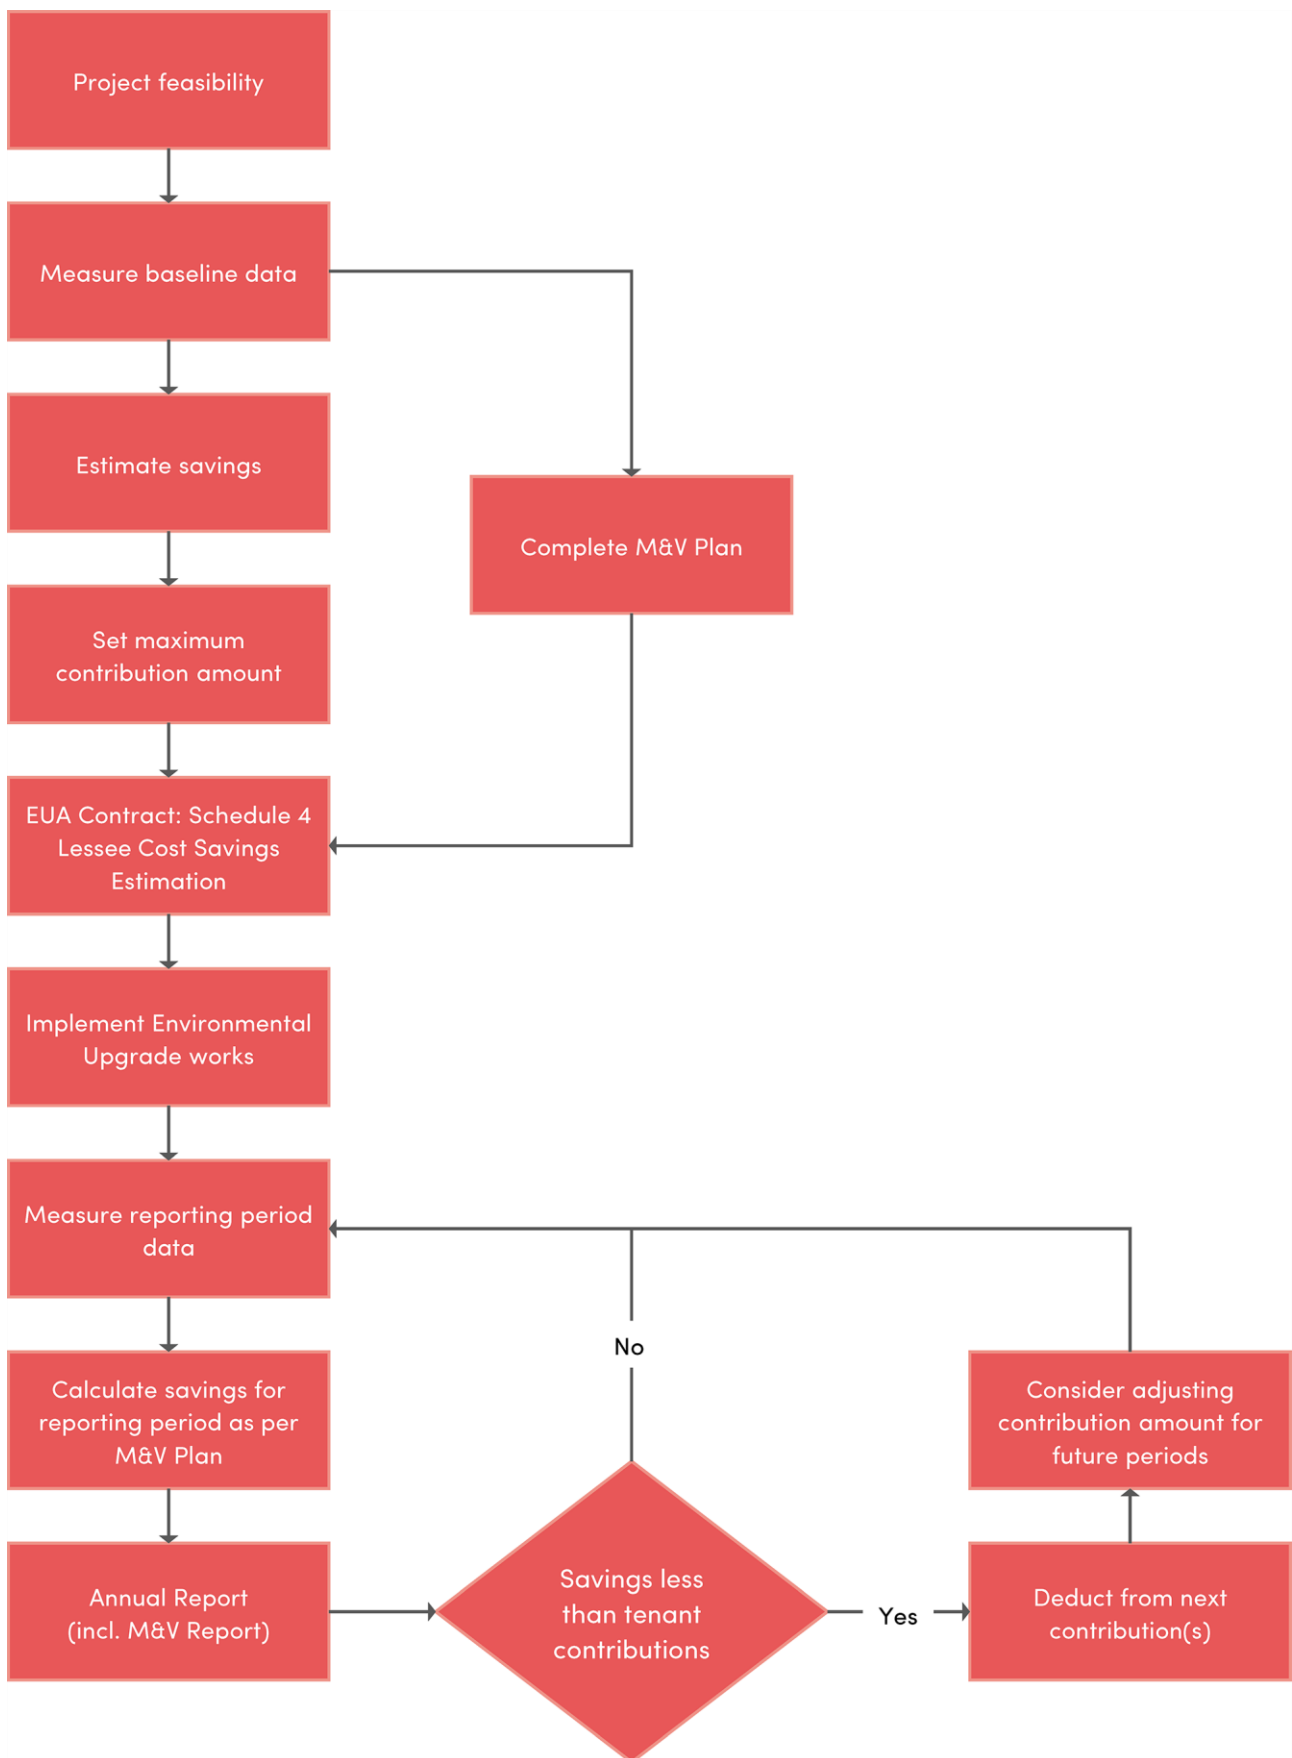 Project feasibility
Measure baseline data
Estimate savings
Complete M&V Plan
Set maximum
contribution amount
EUA Contract: Schedule 4
Lessee Cost Savings
Estimation
Implement Environmental
Upgrade works
Measure reporting period
data
No
Calculate savings for
reporting period as per
M&V Plan
Consider adjusting
contribution amount for
future periods
Annual Report
(incl. M&V Report)
Savings less
than tenant
contributions
Yes
Deduct from next
contribution(s)